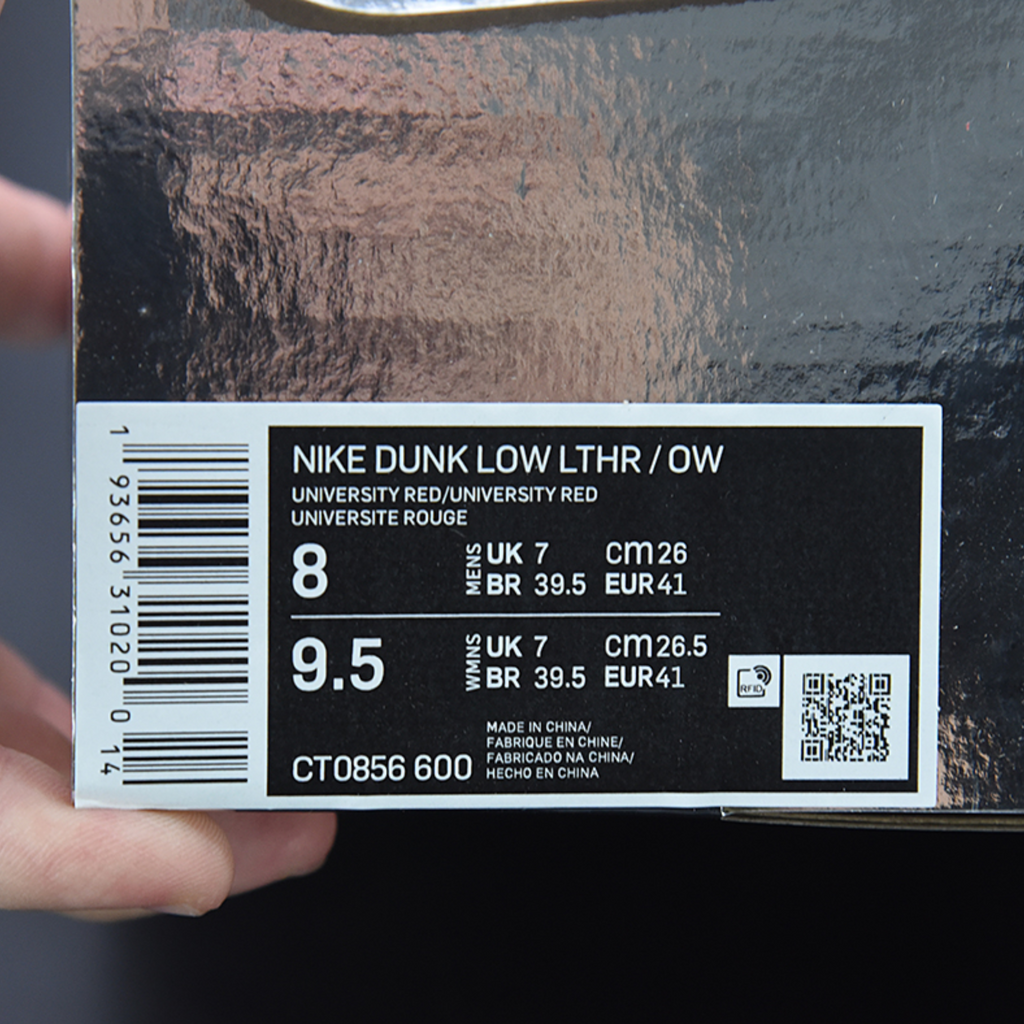 NIKE DUNK LOW LTHR / OW
UNIVERSITY RED/UNIVERSITY RED
UNIVERSITE ROUGE
8 MENS UK 7 cm 26
BR 39.5 EUR 41
9.5 WMNS UK 7 cm 26.5
BR 39.5 EUR 41
RFID
CT0856 600
MADE IN CHINA/
FABRIQUE EN CHINE/
FABRICADO NA CHINA/
HECHO EN CHINA
1 93656 31020 0 14